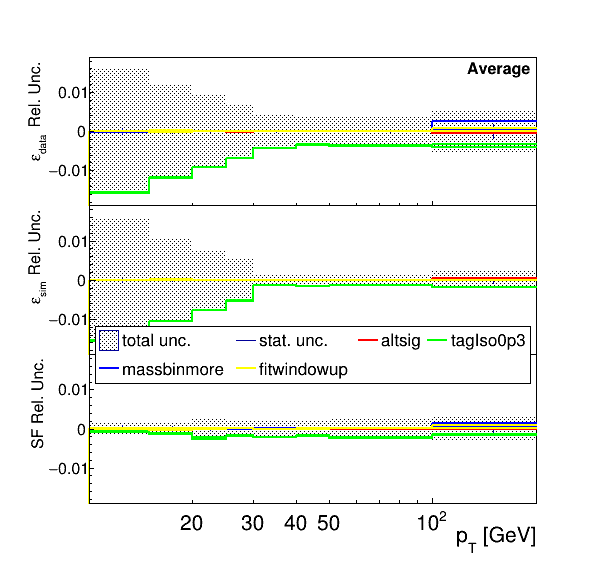 Average
ε_data Rel. Unc.
0.01
0
−0.01
ε_sim Rel. Unc.
0.01
0
−0.01
total unc. stat. unc. altsig tagIso0p3
massbinmore fitwindowup
SF Rel. Unc.
0.01
0
−0.01
20 30 40 50 10²
p_T [GeV]